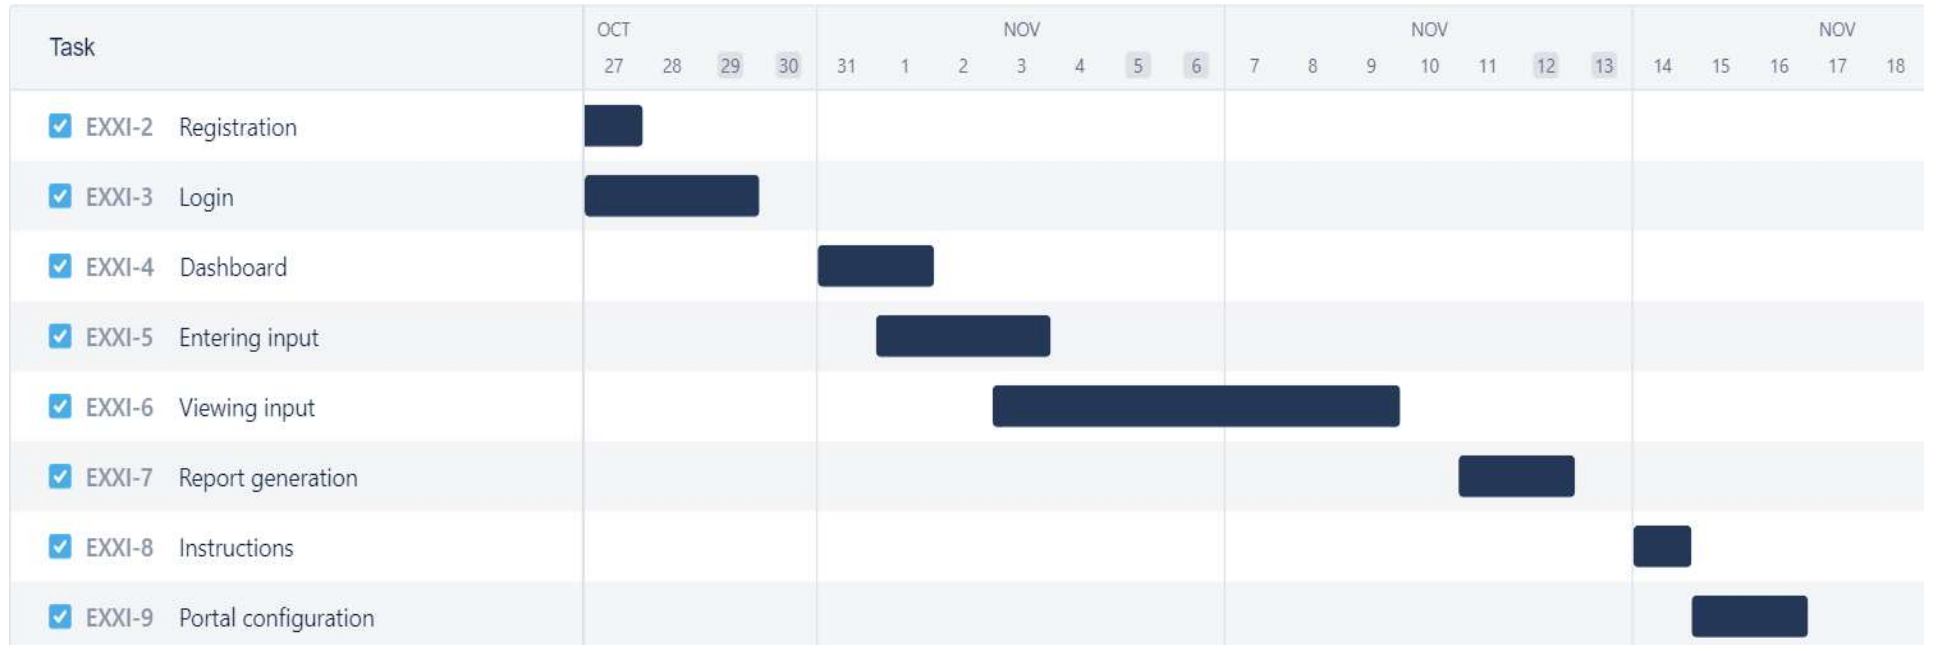 Task
OCT NOV NOV NOV
27 28 29 30 31 1 2 3 4 5 6 7 8 9 10 11 12 13 14 15 16 17 18
EXXI-2 Registration
EXXI-3 Login
EXXI-4 Dashboard
EXXI-5 Entering input
EXXI-6 Viewing input
EXXI-7 Report generation
EXXI-8 Instructions
EXXI-9 Portal configuration